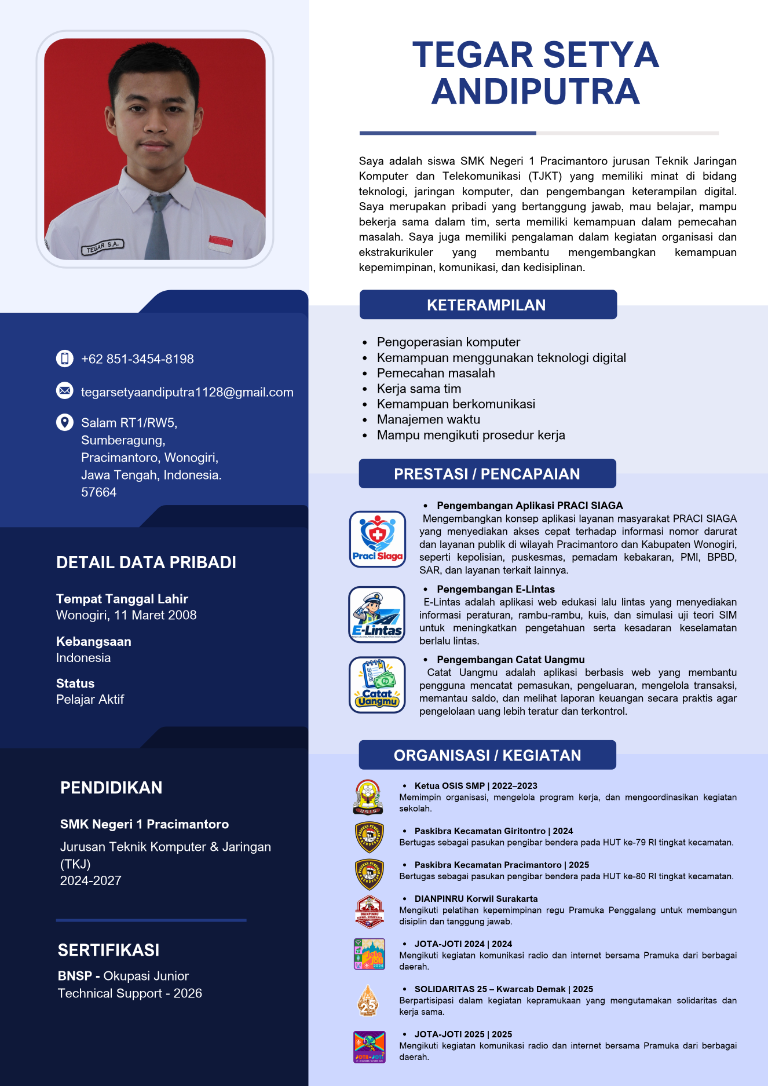 TEGAR S.A.
+62 851-3454-8198
tegarsetyaandiputra1128@gmail.com
Salam RT1/RW5,
Sumberagung,
Pracimantoro, Wonogiri,
Jawa Tengah, Indonesia.
57664
DETAIL DATA PRIBADI
Tempat Tanggal Lahir
Wonogiri, 11 Maret 2008
Kebangsaan
Indonesia
Status
Pelajar Aktif
PENDIDIKAN
SMK Negeri 1 Pracimantoro
Jurusan Teknik Komputer & Jaringan
(TKJ)
2024-2027
SERTIFIKASI
BNSP - Okupasi Junior
Technical Support - 2026
TEGAR SETYA
ANDIPUTRA
Saya adalah siswa SMK Negeri 1 Pracimantoro jurusan Teknik Jaringan
Komputer dan Telekomunikasi (TJKT) yang memiliki minat di bidang
teknologi, jaringan komputer, dan pengembangan keterampilan digital.
Saya merupakan pribadi yang bertanggung jawab, mau belajar, mampu
bekerja sama dalam tim, serta memiliki kemampuan dalam pemecahan
masalah. Saya juga memiliki pengalaman dalam kegiatan organisasi dan
ekstrakurikuler yang membantu mengembangkan kemampuan
kepemimpinan, komunikasi, dan kedisiplinan.
KETERAMPILAN
• Pengoperasian komputer
• Kemampuan menggunakan teknologi digital
• Pemecahan masalah
• Kerja sama tim
• Kemampuan berkomunikasi
• Manajemen waktu
• Mampu mengikuti prosedur kerja
PRESTASI / PENCAPAIAN
Praci Siaga
• Pengembangan Aplikasi PRACI SIAGA
Mengembangkan konsep aplikasi layanan masyarakat PRACI SIAGA
yang menyediakan akses cepat terhadap informasi nomor darurat
dan layanan publik di wilayah Pracimantoro dan Kabupaten Wonogiri,
seperti kepolisian, puskesmas, pemadam kebakaran, PMI, BPBD,
SAR, dan layanan terkait lainnya.
E-Lintas
• Pengembangan E-Lintas
E-Lintas adalah aplikasi web edukasi lalu lintas yang menyediakan
informasi peraturan, rambu-rambu, kuis, dan simulasi uji teori SIM
untuk meningkatkan pengetahuan serta kesadaran keselamatan
berlalu lintas.
Catat
Uangmu
• Pengembangan Catat Uangmu
Catat Uangmu adalah aplikasi berbasis web yang membantu
pengguna mencatat pemasukan, pengeluaran, mengelola transaksi,
memantau saldo, dan melihat laporan keuangan secara praktis agar
pengelolaan uang lebih teratur dan terkontrol.
ORGANISASI / KEGIATAN
• Ketua OSIS SMP | 2022–2023
Memimpin organisasi, mengelola program kerja, dan mengoordinasikan kegiatan
sekolah.
• Paskibra Kecamatan Giritontro | 2024
Bertugas sebagai pasukan pengibar bendera pada HUT ke-79 RI tingkat kecamatan.
• Paskibra Kecamatan Pracimantoro | 2025
Bertugas sebagai pasukan pengibar bendera pada HUT ke-80 RI tingkat kecamatan.
• DIANPINRU Korwil Surakarta
Mengikuti pelatihan kepemimpinan regu Pramuka Penggalang untuk membangun
disiplin dan tanggung jawab.
• JOTA-JOTI 2024 | 2024
Mengikuti kegiatan komunikasi radio dan internet bersama Pramuka dari berbagai
daerah.
• SOLIDARITAS 25 – Kwarcab Demak | 2025
Berpartisipasi dalam kegiatan kepramukaan yang mengutamakan solidaritas dan
kerja sama.
• JOTA-JOTI 2025 | 2025
Mengikuti kegiatan komunikasi radio dan internet bersama Pramuka dari berbagai
daerah.